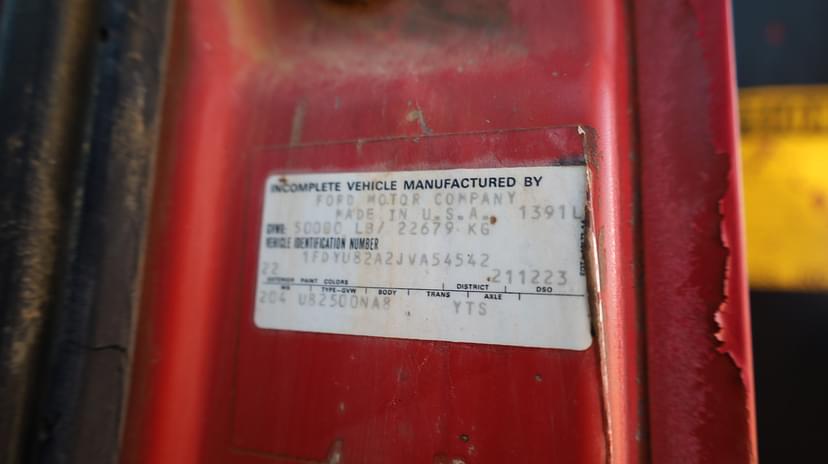 INCOMPLETE VEHICLE MANUFACTURED BY
FORD MOTOR COMPANY
MADE IN U.S.A. 1391L
GVWR: 50000 LB/ 22679 KG
VEHICLE IDENTIFICATION NUMBER
1FDYU82A2JVA54542
22 211223
EXTERIOR PAINT COLORS DISTRICT DSO
WB TYPE-GVW BODY TRANS AXLE
204 U82500NA8 YTS